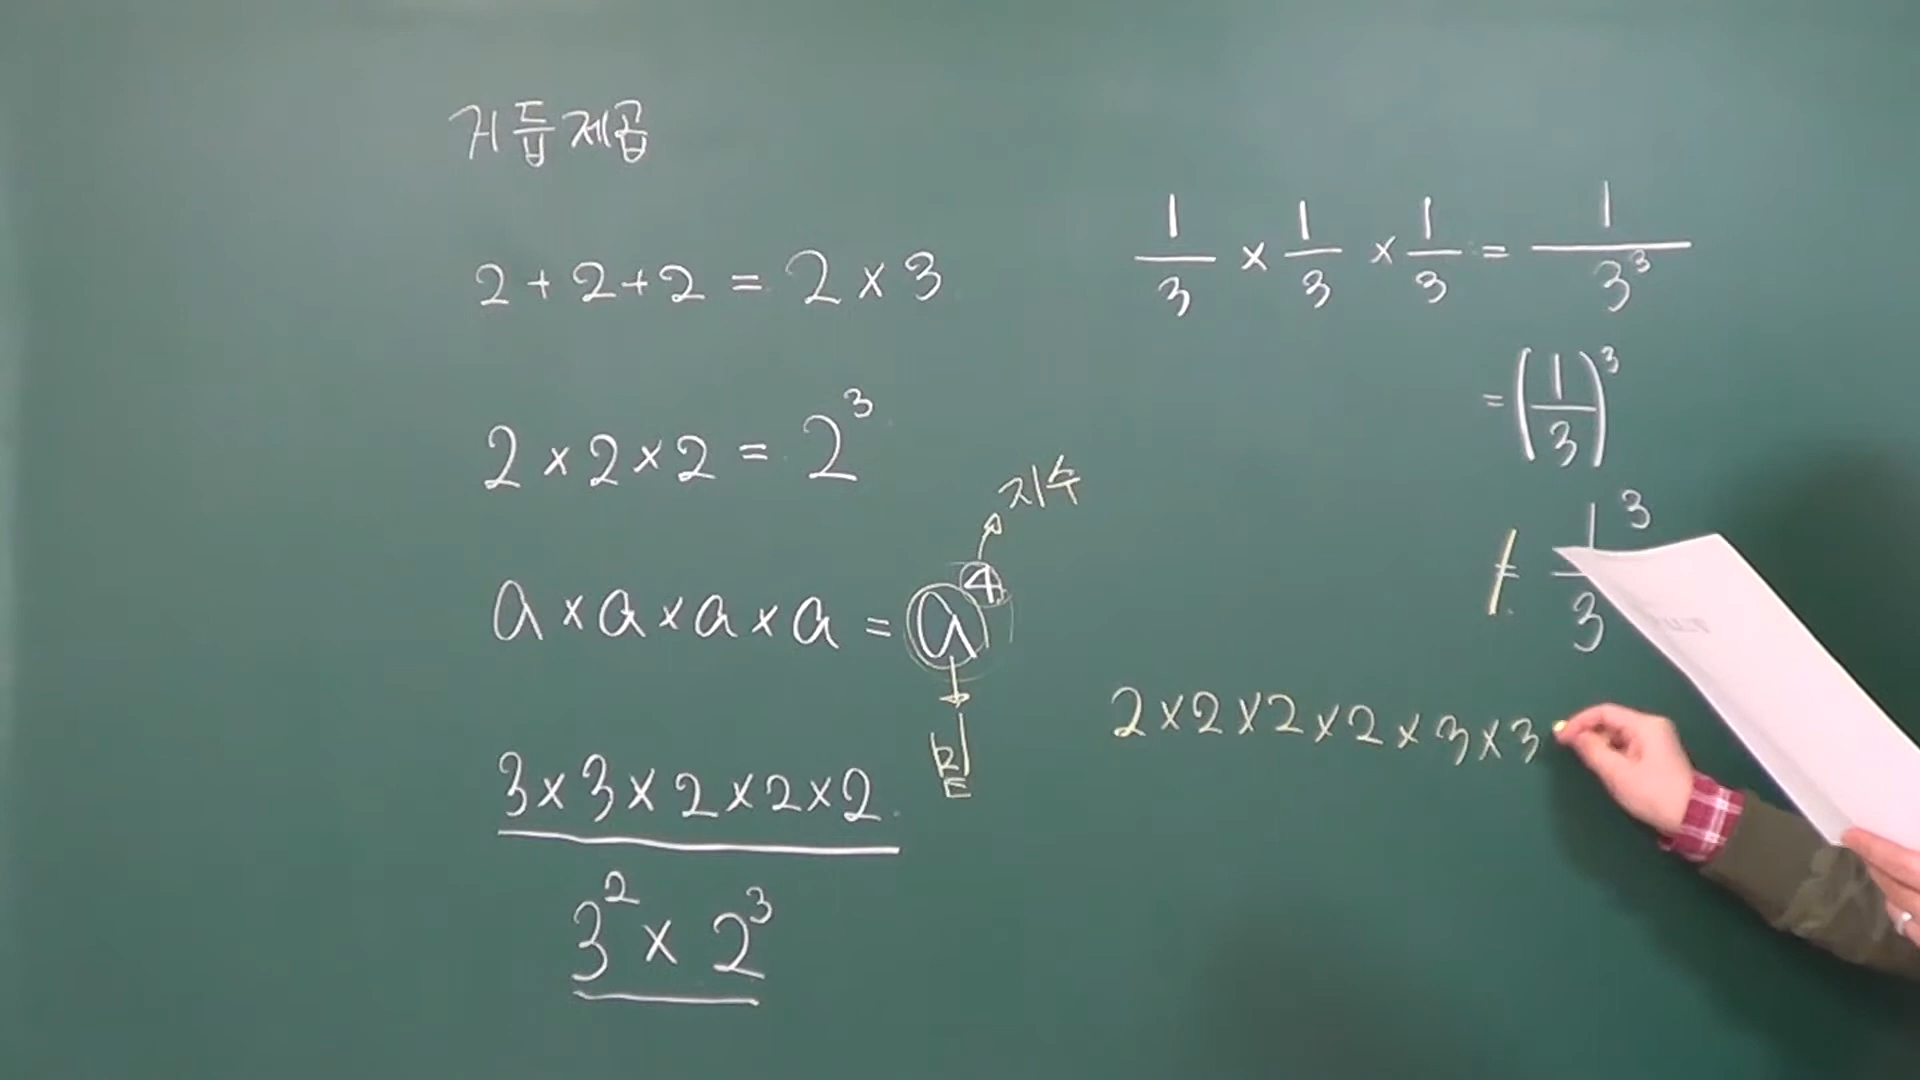 거듭제곱
2 + 2 + 2 = 2 × 3
2 × 2 × 2 = 2³
지수
a × a × a × a = a⁴
밑
3 × 3 × 2 × 2 × 2
3² × 2³
1/3 × 1/3 × 1/3 = 1/3³
= (1/3)³
≠ 1³/3
2 × 2 × 2 × 2 × 3 × 3